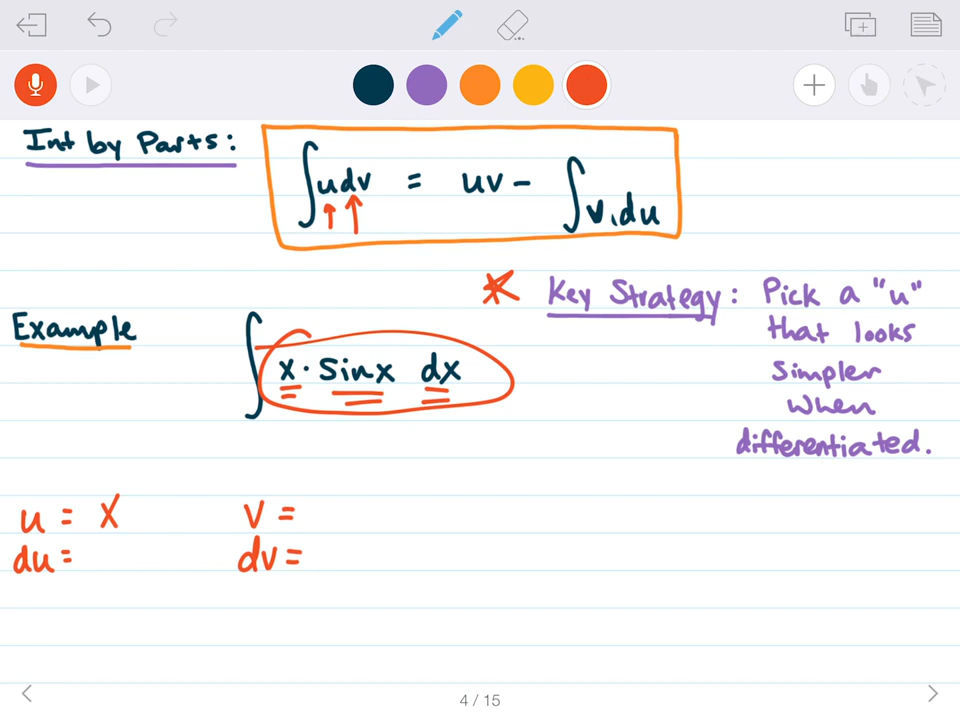 Int by Parts:
∫udv = uv - ∫v.du
Key Strategy: Pick a "u"
that looks
simpler
when
differentiated.
Example
∫x · sinx dx
u = x
v =
du =
dv =
4 / 15